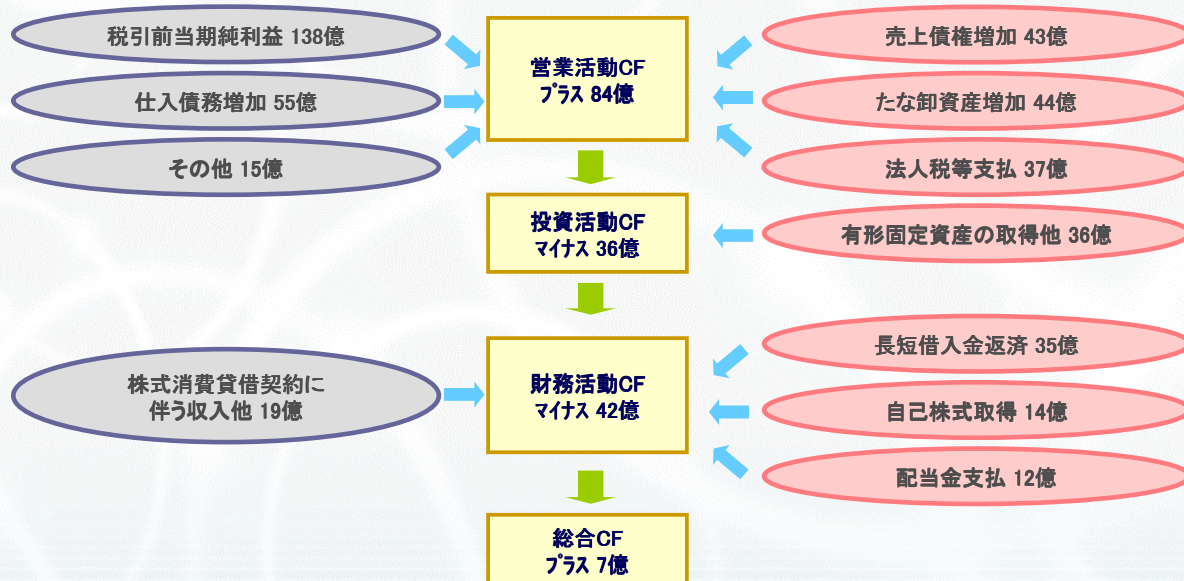 税引前当期純利益 138億
仕入債務増加 55億
その他 15億
営業活動CF
プラス 84億
売上債権増加 43億
たな卸資産増加 44億
法人税等支払 37億
投資活動CF
マイナス 36億
有形固定資産の取得他 36億
株式消費貸借契約に
伴う収入他 19億
財務活動CF
マイナス 42億
長短借入金返済 35億
自己株式取得 14億
配当金支払 12億
総合CF
プラス 7億